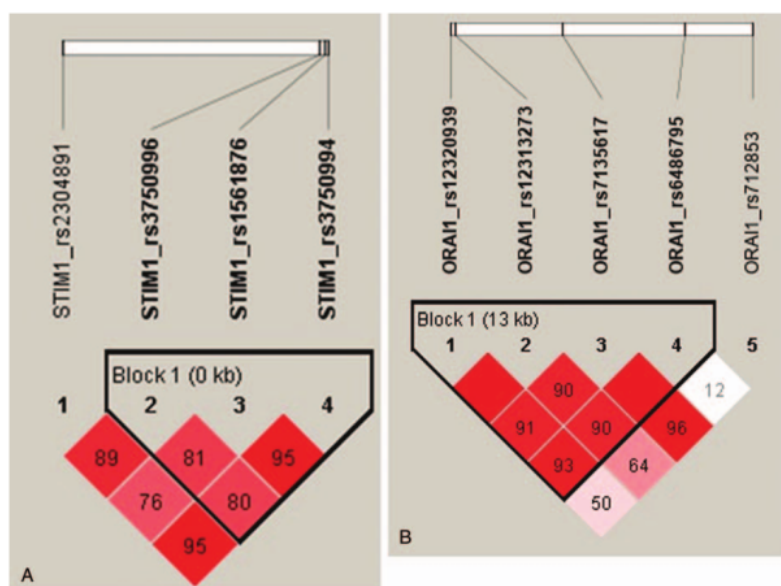 STIM1_rs2304891
STIM1_rs3750996
STIM1_rs1561876
STIM1_rs3750994
Block 1 (0 kb)
1 2 3 4
89 81 95
76 80
95
A
ORAI1_rs12320939
ORAI1_rs12313273
ORAI1_rs7135617
ORAI1_rs6486795
ORAI1_rs712853
Block 1 (13 kb)
1 2 3 4 5
90 12
91 90 96
93 64
50
B